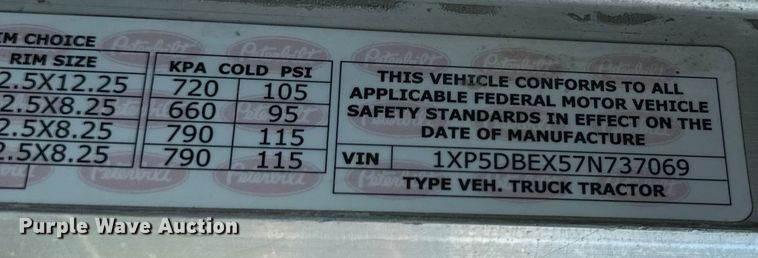 IM CHOICE
RIM SIZE
2.5X12.25
2.5X8.25
2.5X8.25
2.5X8.25
KPA COLD PSI
720 105
660 95
790 115
790 115
THIS VEHICLE CONFORMS TO ALL
APPLICABLE FEDERAL MOTOR VEHICLE
SAFETY STANDARDS IN EFFECT ON THE
DATE OF MANUFACTURE
VIN 1XP5DBEX57N737069
TYPE VEH. TRUCK TRACTOR
Peterbilt
Purple Wave Auction